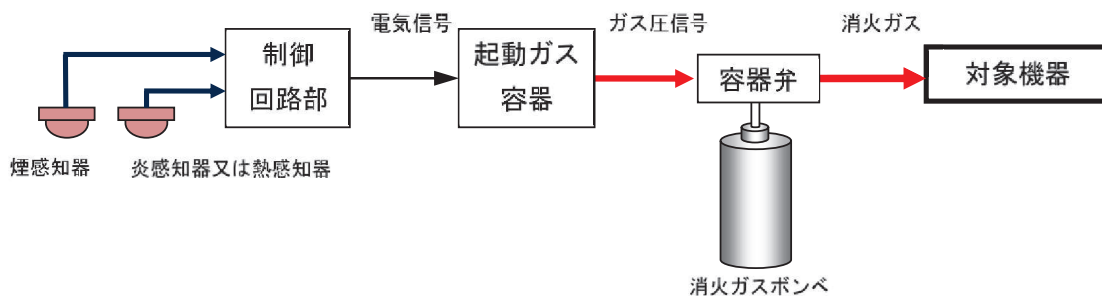 電気信号
ガス圧信号
消火ガス
制御
回路部
起動ガス
容器
容器弁
対象機器
煙感知器
炎感知器又は熱感知器
消火ガスボンベ